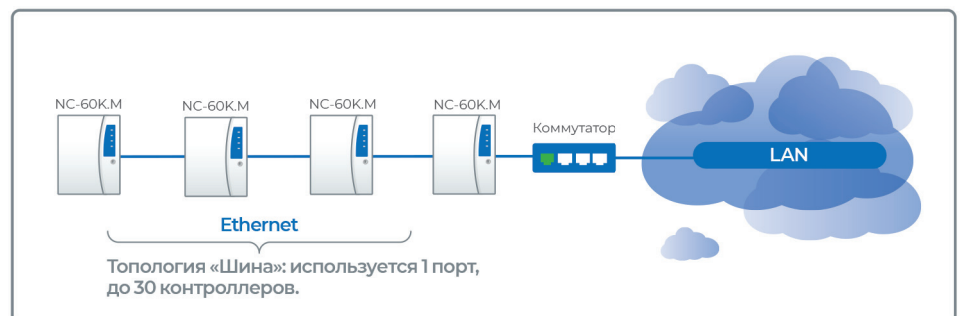 NC-60K.M
NC-60K.M
NC-60K.M
NC-60K.M
Коммутатор
LAN
Ethernet
Топология «Шина»: используется 1 порт,
до 30 контроллеров.